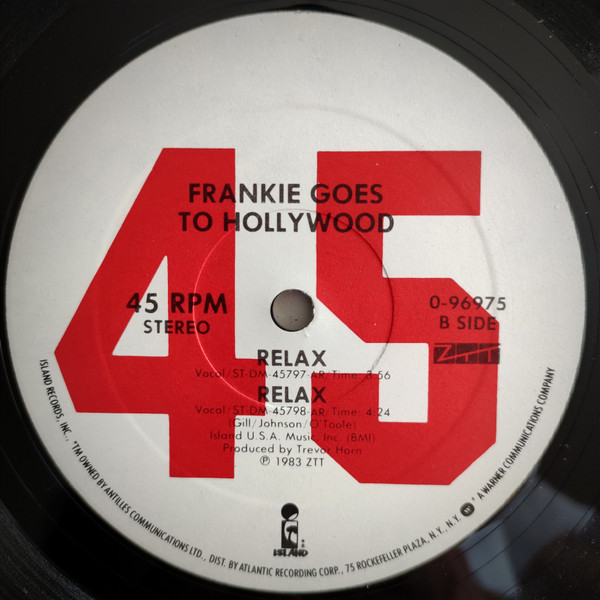 45
FRANKIE GOES
TO HOLLYWOOD
45 RPM
STEREO
0-96975
B SIDE
ZTT
RELAX
Vocal/ST-DM-45797-AR/Time: 3:56
RELAX
Vocal/ST-DM-45798-AR/Time: 4:24
(Gill/Johnson/O'Toole)
Island U.S.A. Music, Inc. (BMI)
Produced by Trevor Horn
℗ 1983 ZTT
ISLAND
ISLAND RECORDS, INC., *TM OWNED BY ANTILLES COMMUNICATIONS LTD., DIST. BY ATLANTIC RECORDING CORP., 75 ROCKEFELLER PLAZA, N.Y., N.Y. * A WARNER COMMUNICATIONS COMPANY